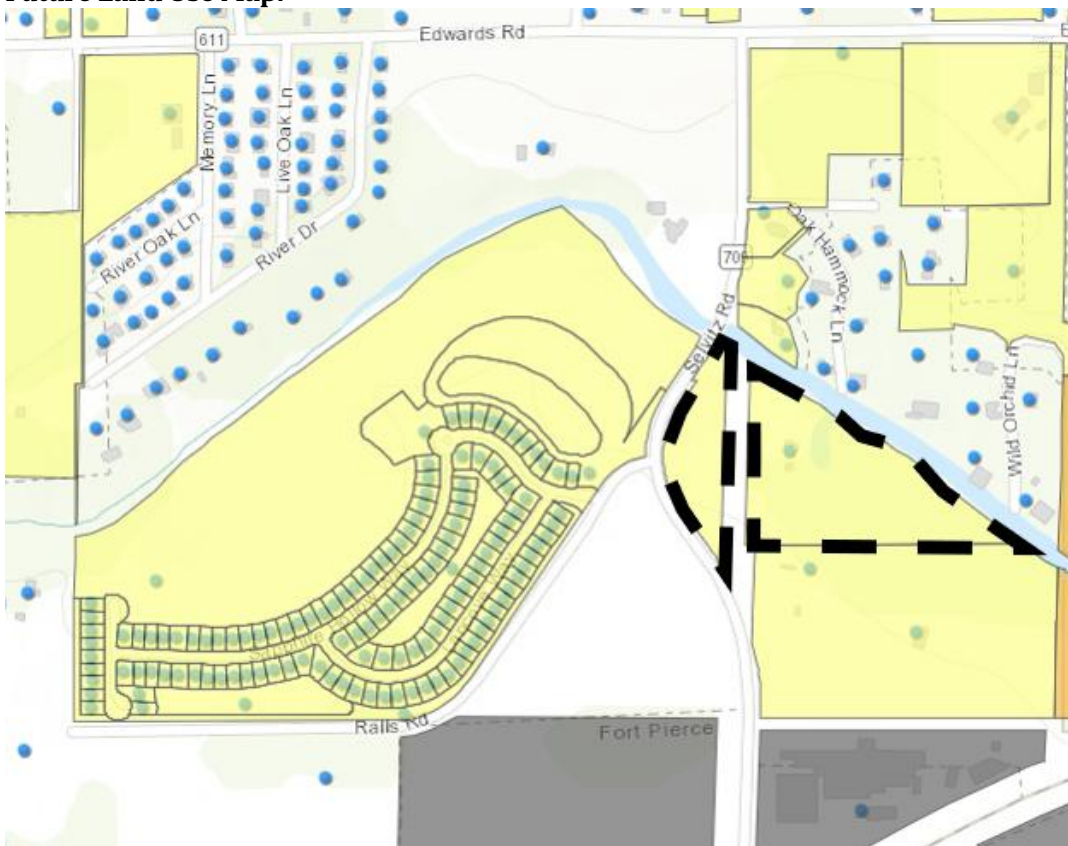 Future Land Use Map:
Edwards Rd
611
E
Memory Ln
Live Oak Ln
River Oak Ln
River Dr
Oak Hammock Ln
Selvitz Rd
Wild Orchid Ln
Ralls Rd
Fort Pierce